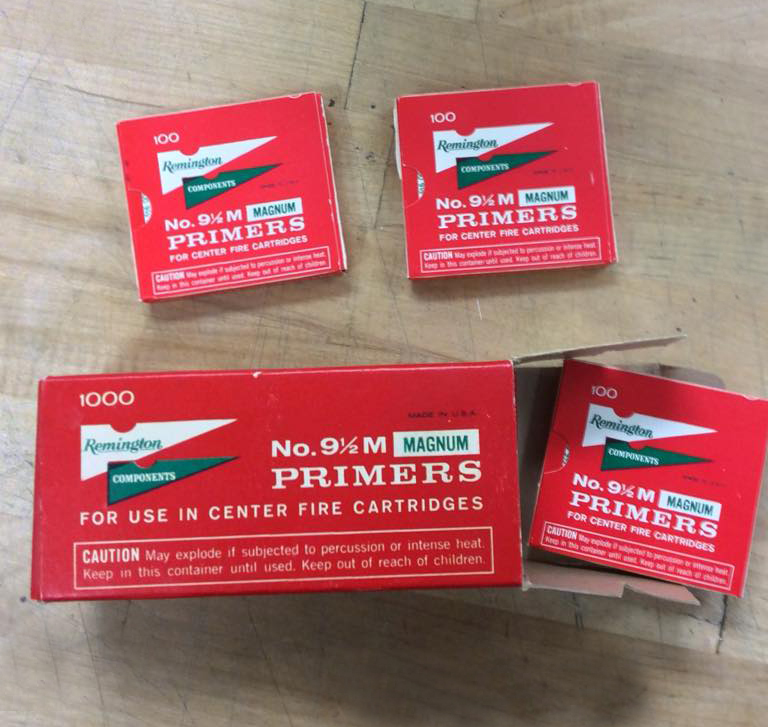 100
Remington
COMPONENTS
MADE IN U.S.A.
No. 9½ M MAGNUM
PRIMERS
FOR CENTER FIRE CARTRIDGES
CAUTION May explode if subjected to percussion or intense heat.
Keep in this container until used. Keep out of reach of children.
100
Remington
COMPONENTS
MADE IN U.S.A.
No. 9½ M MAGNUM
PRIMERS
FOR CENTER FIRE CARTRIDGES
CAUTION May explode if subjected to percussion or intense heat.
Keep in this container until used. Keep out of reach of children.
1000
MADE IN U.S.A.
Remington
COMPONENTS
No. 9½ M MAGNUM
PRIMERS
FOR USE IN CENTER FIRE CARTRIDGES
CAUTION May explode if subjected to percussion or intense heat.
Keep in this container until used. Keep out of reach of children.
100
Remington
COMPONENTS
MADE IN U.S.A.
No. 9½ M MAGNUM
PRIMERS
FOR CENTER FIRE CARTRIDGES
CAUTION May explode if subjected to percussion or intense heat.
Keep in this container until used. Keep out of reach of children.